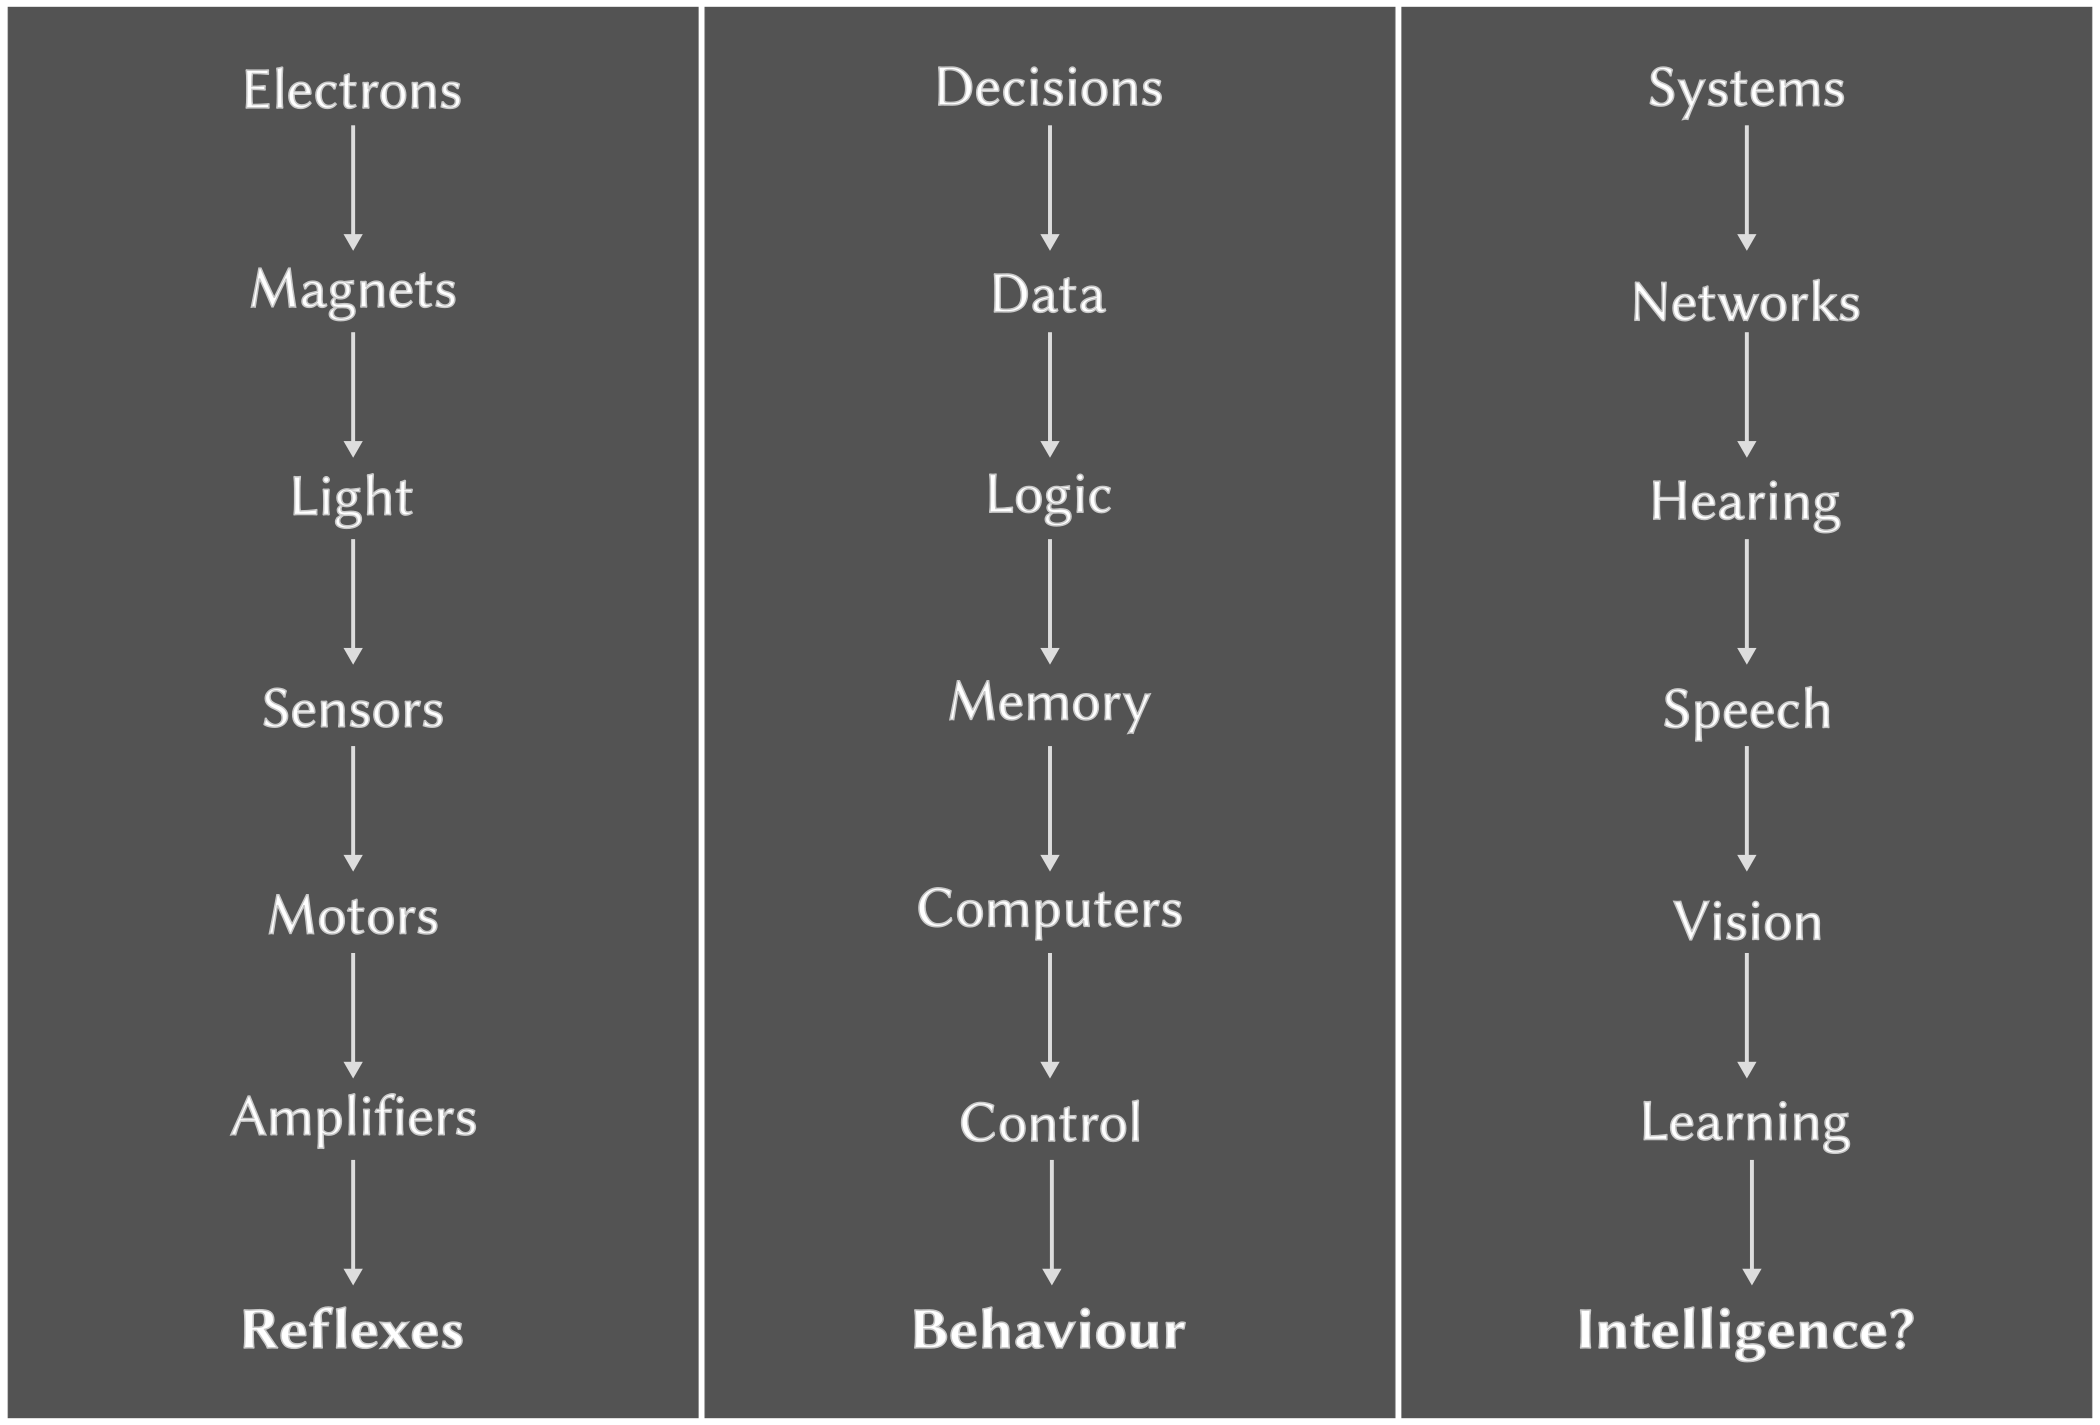 Electrons
Magnets
Light
Sensors
Motors
Amplifiers
Reflexes
Decisions
Data
Logic
Memory
Computers
Control
Behaviour
Systems
Networks
Hearing
Speech
Vision
Learning
Intelligence?